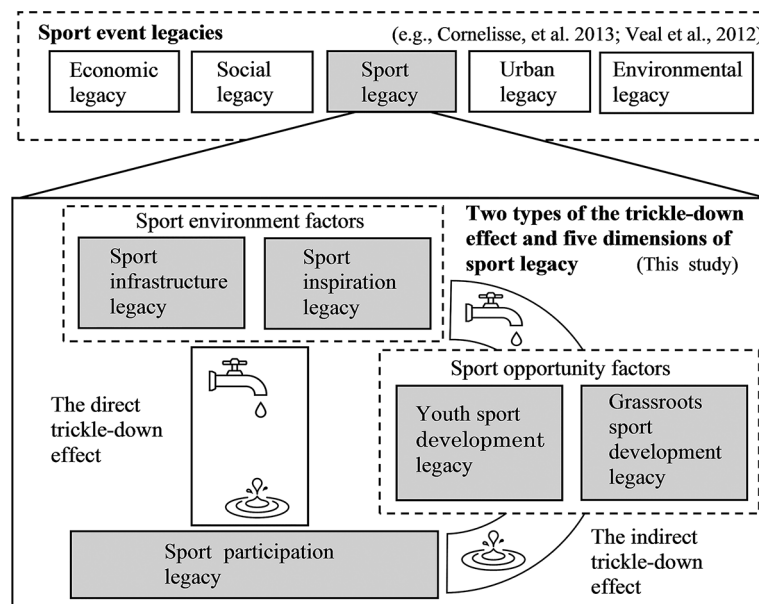 Sport event legacies (e.g., Cornelisse, et al. 2013; Veal et al., 2012)
Economic
legacy
Social
legacy
Sport
legacy
Urban
legacy
Environmental
legacy
Sport environment factors
Sport
infrastructure
legacy
Sport
inspiration
legacy
Two types of the trickle-down
effect and five dimensions of
sport legacy (This study)
The direct
trickle-down
effect
Sport opportunity factors
Youth sport
development
legacy
Grassroots
sport
development
legacy
Sport participation
legacy
The indirect
trickle-down
effect